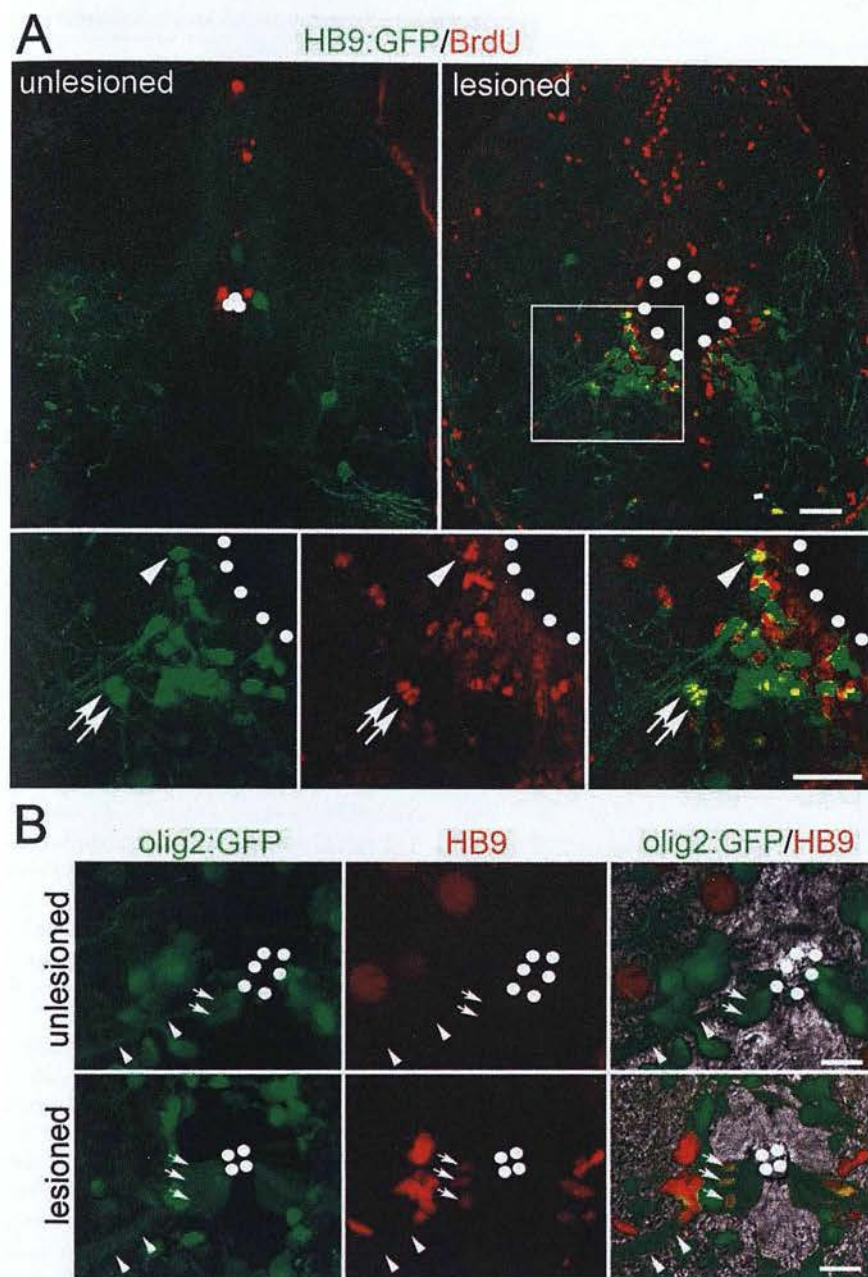 A
HB9:GFP/BrdU
unlesioned
lesioned
B
olig2:GFP
HB9
olig2:GFP/HB9
unlesioned
lesioned